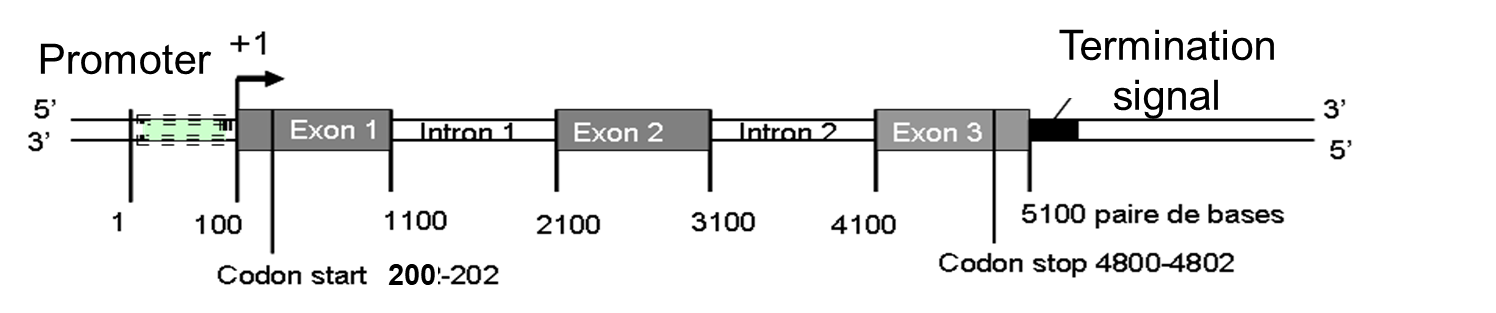 Promoter +1 Termination
signal
5’ 3’
3’ 5’
Exon 1 Intron 1 Exon 2 Intron 2 Exon 3
1 100 1100 2100 3100 4100 5100 paire de bases
Codon start 200-202 Codon stop 4800-4802